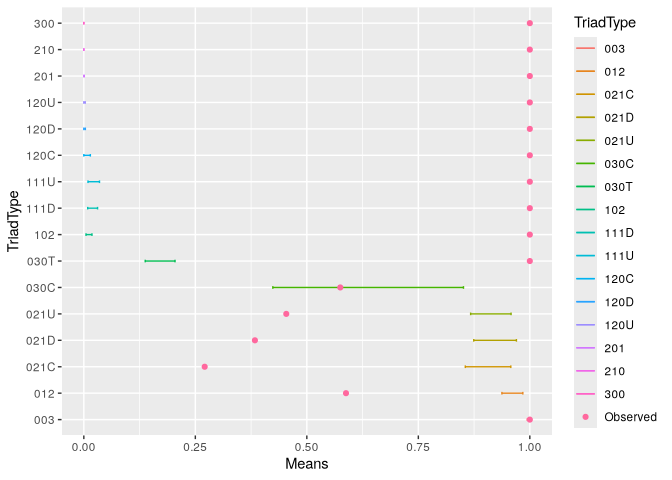 TriadType
300
210
201
120U
120D
120C
111U
111D
102
030T
030C
021U
021D
021C
012
003
0.00 0.25 0.50 0.75 1.00
Means
TriadType
003
012
021C
021D
021U
030C
030T
102
111D
111U
120C
120D
120U
201
210
300
Observed